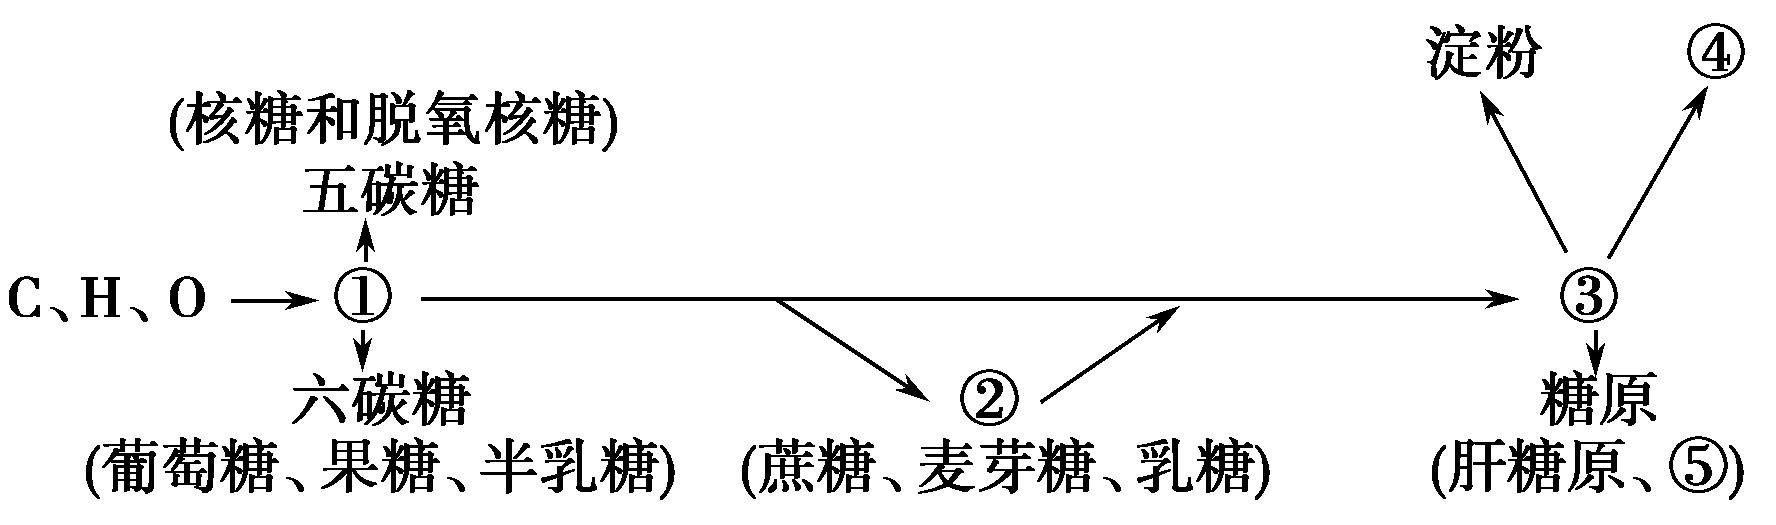 淀粉 ④
(核糖和脱氧核糖)
五碳糖
C、H、O ① ③
六碳糖 ② 糖原
(葡萄糖、果糖、半乳糖) (蔗糖、麦芽糖、乳糖) (肝糖原、⑤)